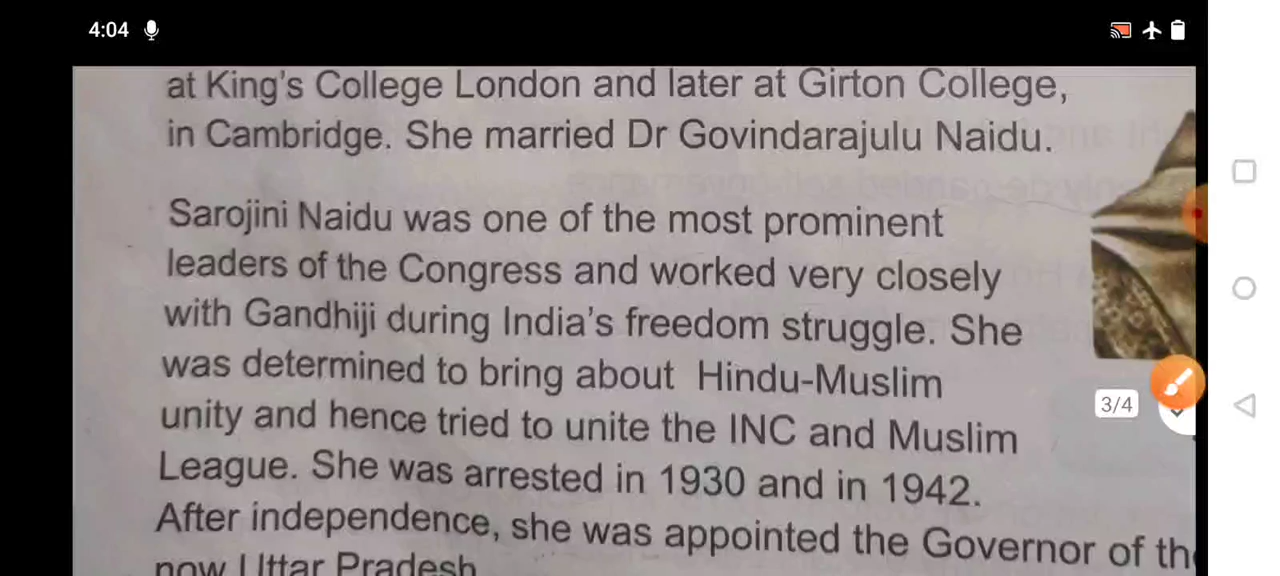 4:04
at King's College London and later at Girton College,
in Cambridge. She married Dr Govindarajulu Naidu.
Sarojini Naidu was one of the most prominent
leaders of the Congress and worked very closely
with Gandhiji during India's freedom struggle. She
was determined to bring about Hindu-Muslim
unity and hence tried to unite the INC and Muslim
League. She was arrested in 1930 and in 1942.
After independence, she was appointed the Governor of
now Uttar Pradesh
3/4